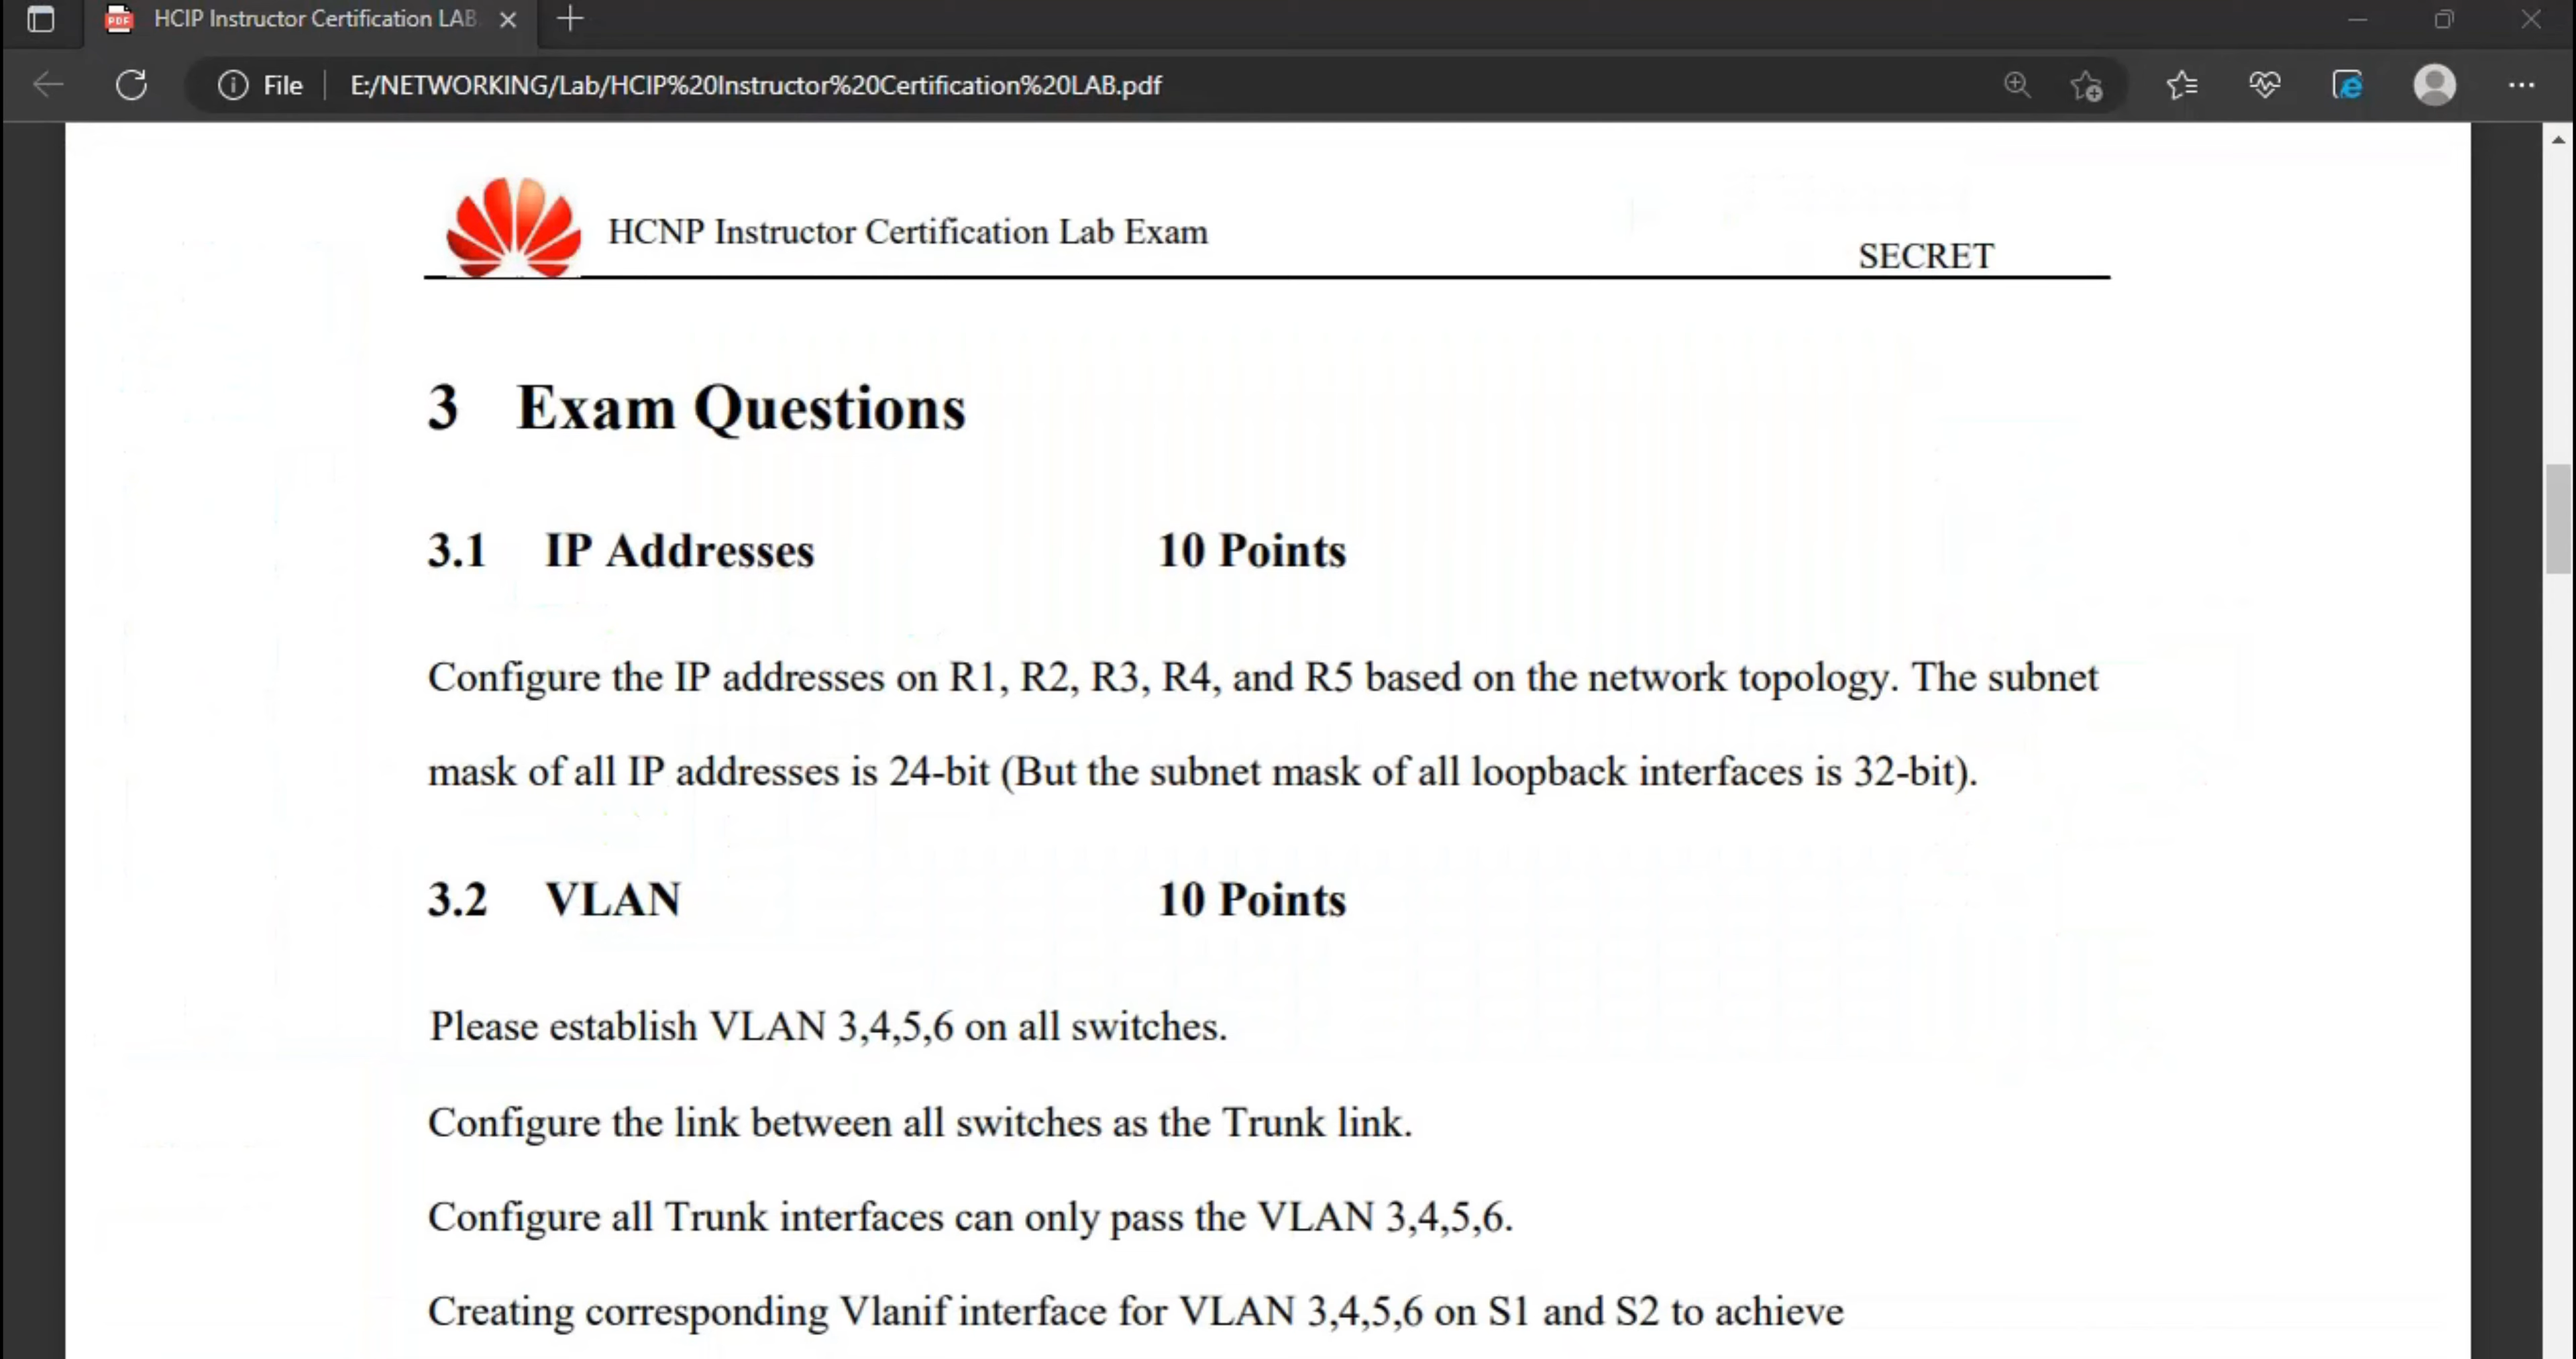 HCIP Instructor Certification LAB
File
E:/NETWORKING/Lab/HCIP%20Instructor%20Certification%20LAB.pdf
HCNP Instructor Certification Lab Exam
SECRET
3 Exam Questions
3.1 IP Addresses 10 Points
Configure the IP addresses on R1, R2, R3, R4, and R5 based on the network topology. The subnet
mask of all IP addresses is 24-bit (But the subnet mask of all loopback interfaces is 32-bit).
3.2 VLAN 10 Points
Please establish VLAN 3,4,5,6 on all switches.
Configure the link between all switches as the Trunk link.
Configure all Trunk interfaces can only pass the VLAN 3,4,5,6.
Creating corresponding Vlanif interface for VLAN 3,4,5,6 on S1 and S2 to achieve